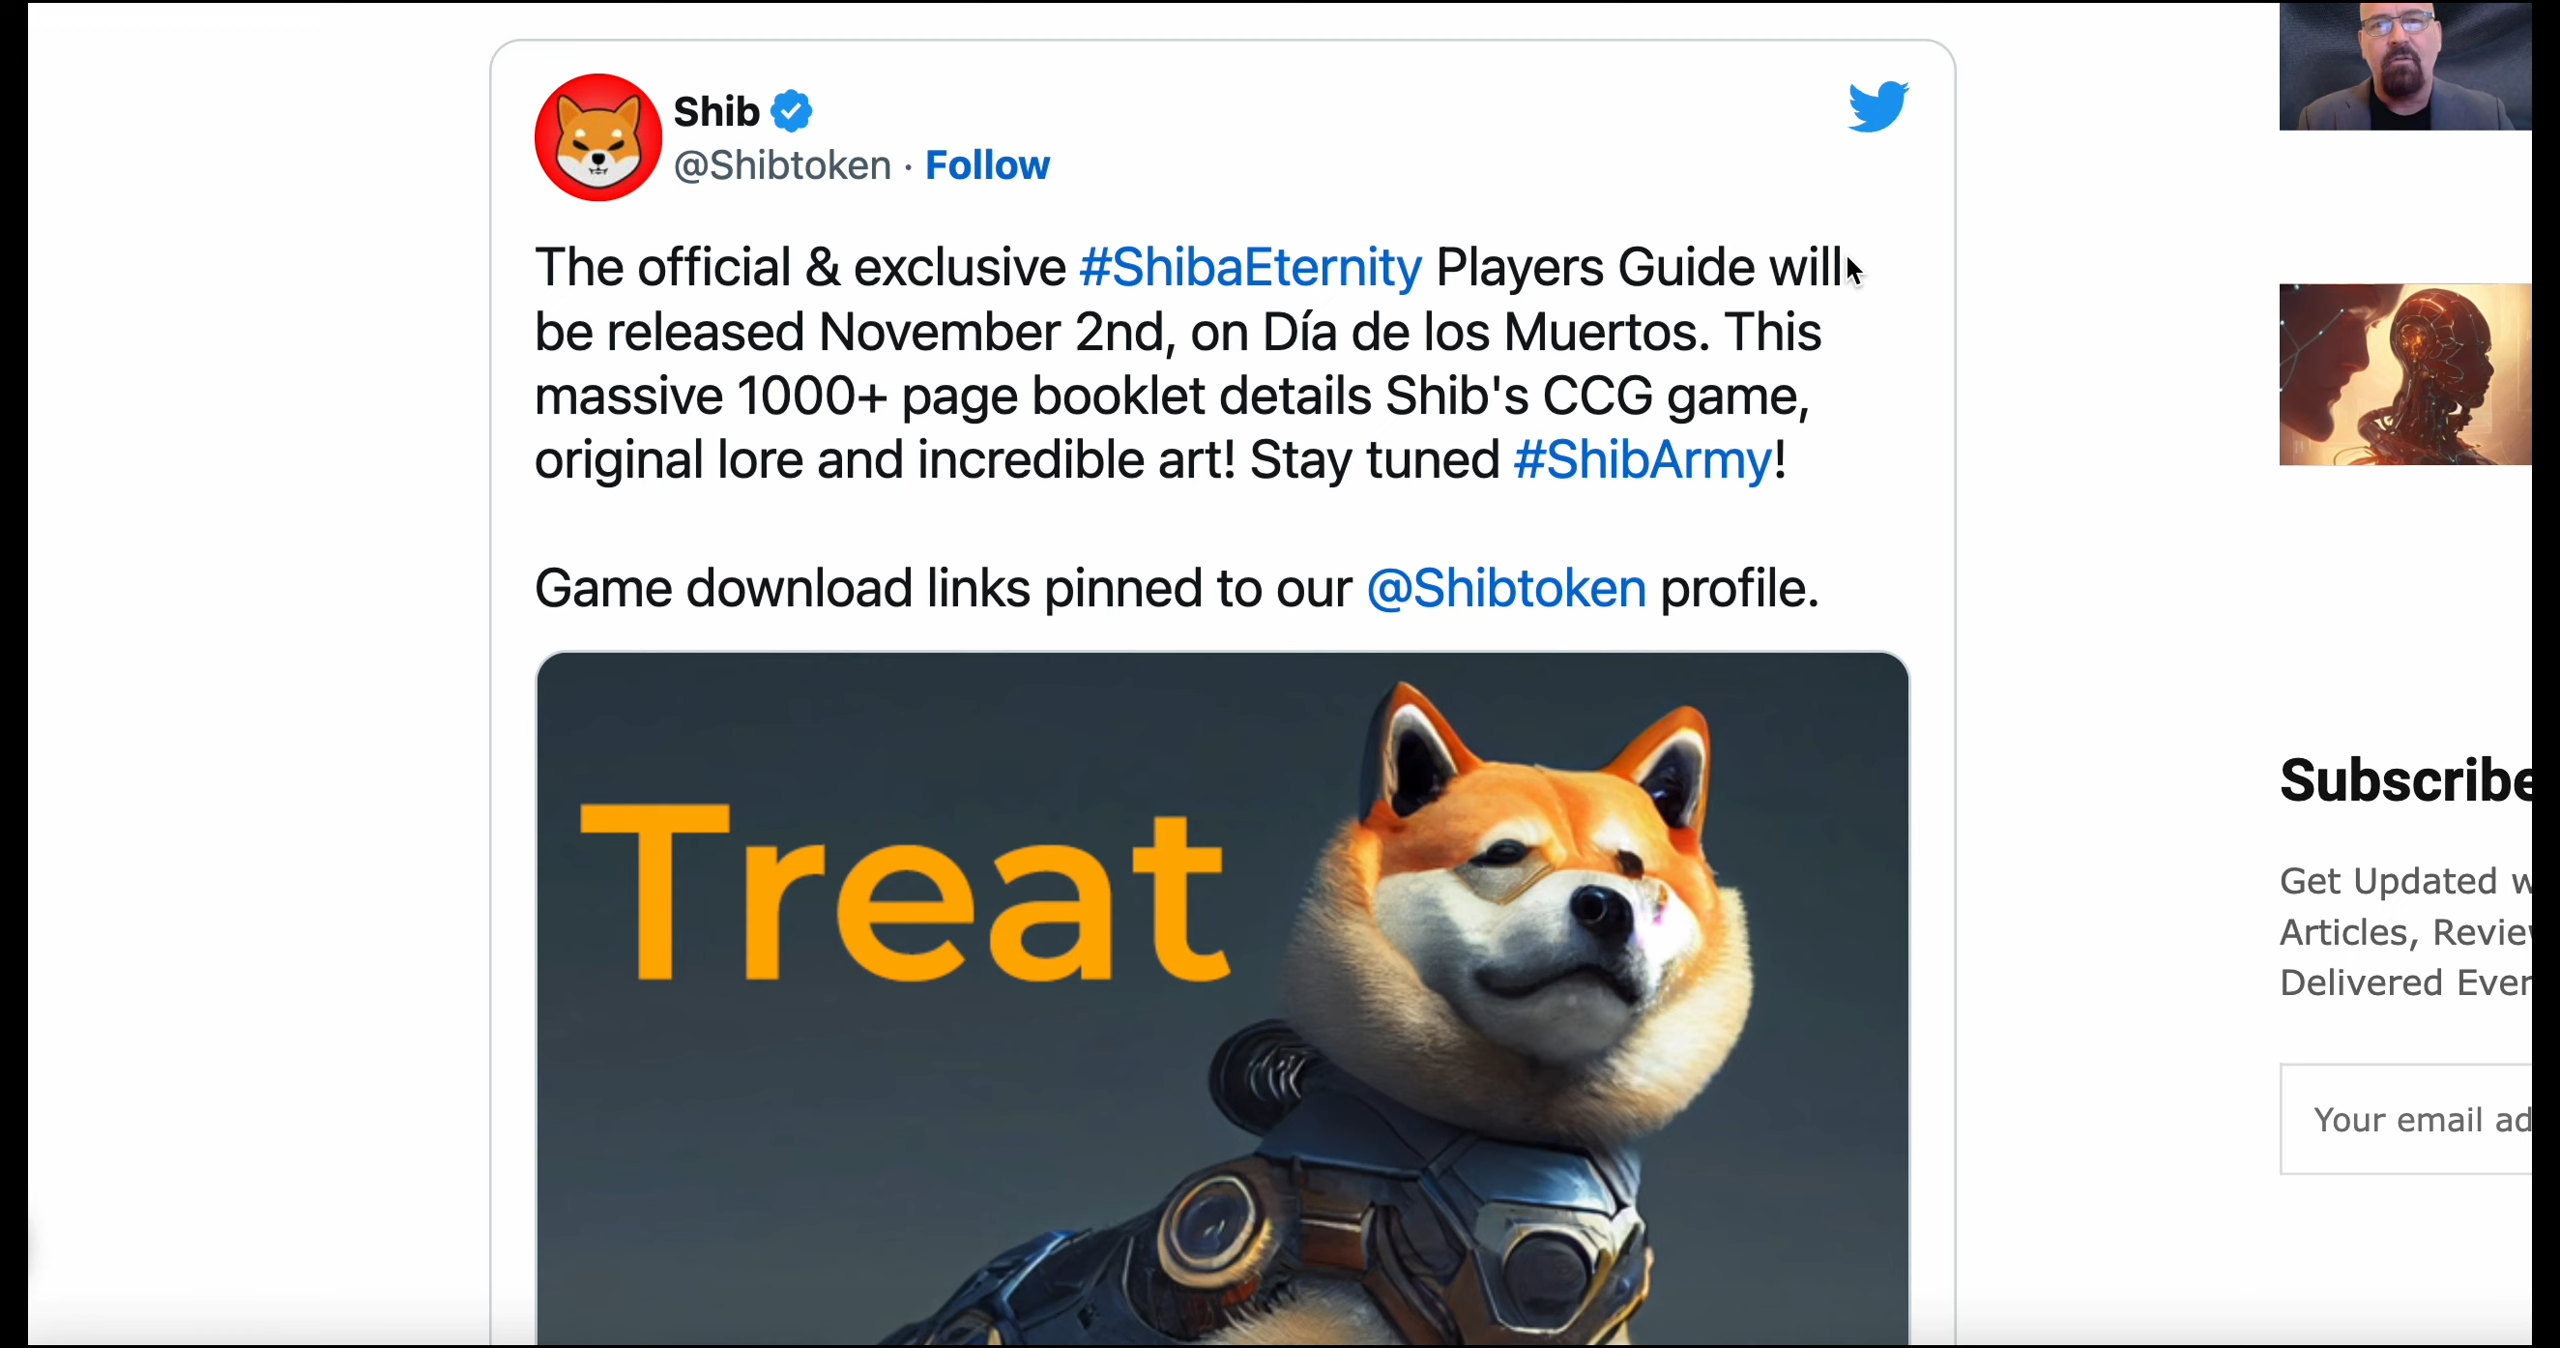 Shib
@Shibtoken · Follow
The official & exclusive #ShibaEternity Players Guide will
be released November 2nd, on Día de los Muertos. This
massive 1000+ page booklet details Shib's CCG game,
original lore and incredible art! Stay tuned #ShibArmy!
Game download links pinned to our @Shibtoken profile.
Treat
Subscribe
Get Updated w
Articles, Revie
Delivered Ever
Your email ad